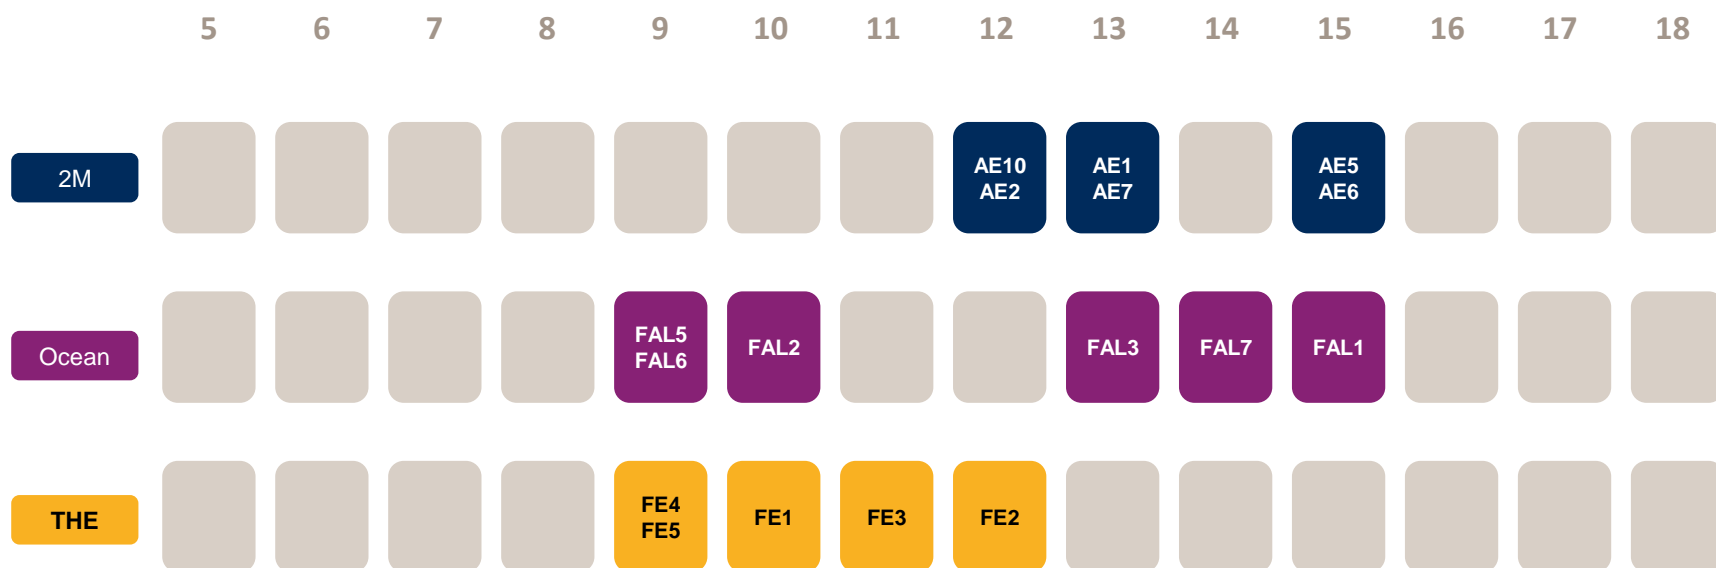 5 6 7 8 9 10 11 12 13 14 15 16 17 18
2M
AE10
AE2
AE1
AE7
AE5
AE6
Ocean
FAL5
FAL6
FAL2
FAL3
FAL7
FAL1
THE
FE4
FE5
FE1
FE3
FE2